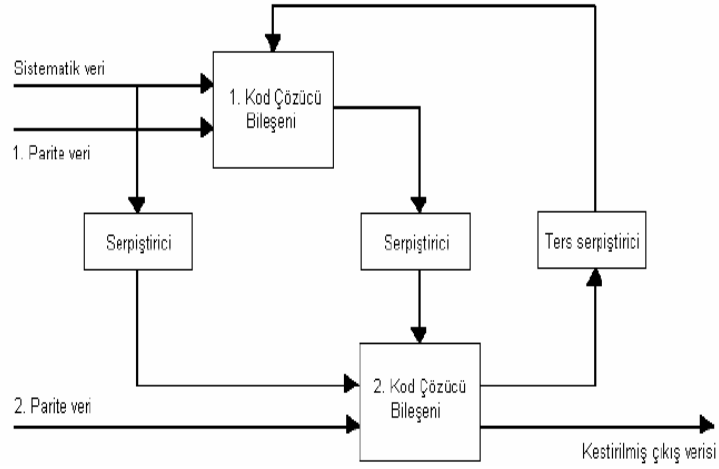 Sistematik veri
1. Kod Çözücü
Bileşeni
1. Parite veri
Serpiştirici
Serpiştirici
Ters serpiştirici
2. Parite veri
2. Kod Çözücü
Bileşeni
Kestirilmiş çıkış verisi